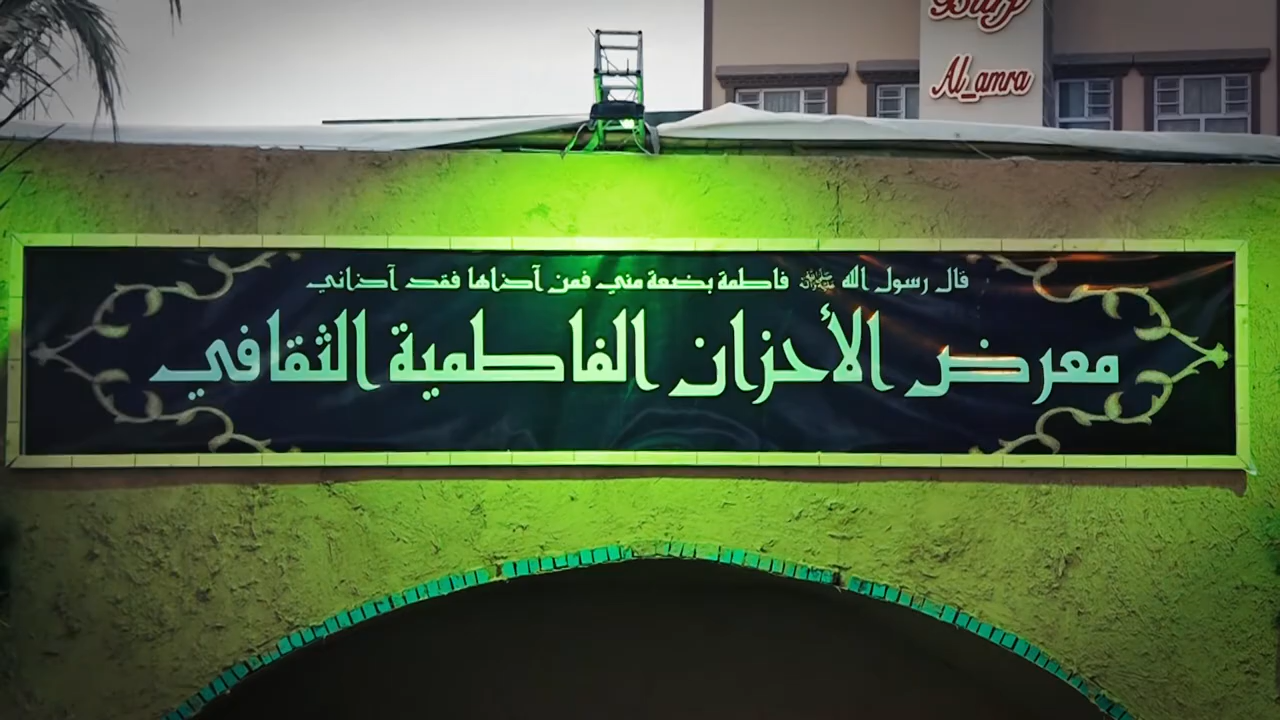 Burj
Al_amra
قال رسول الله ﷺ فاطمة بضعة مني فمن آذاها فقد آذاني
معرض الأحزان الفاطمية الثقافي